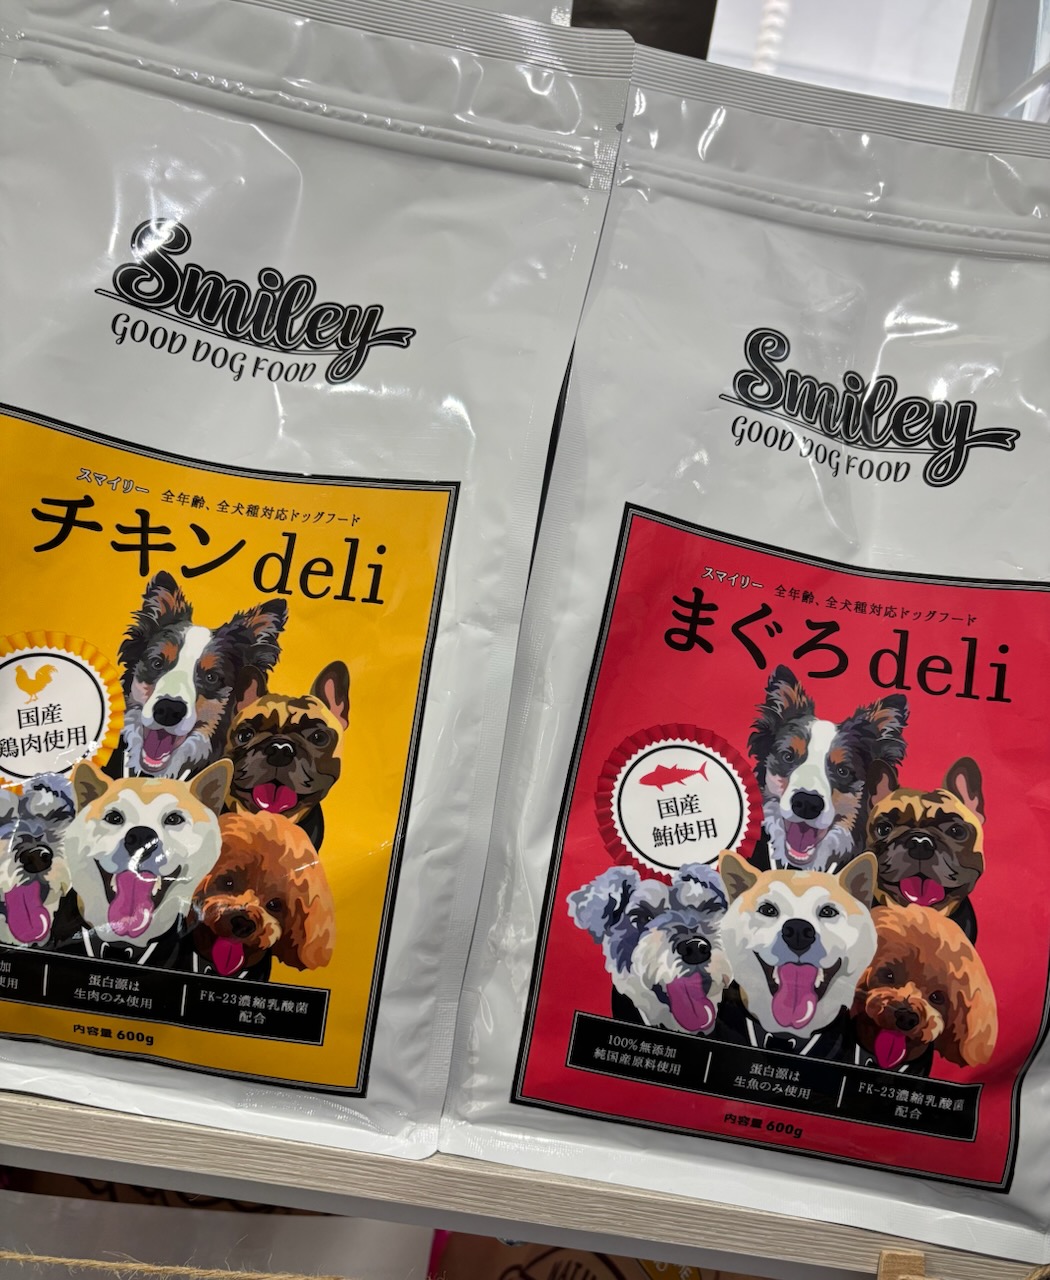 Smiley
GOOD DOG FOOD
スマイリー 全年齢、全犬種対応ドッグフード
チキンdeli
国産
鶏肉使用
加
使用
蛋白源は
生肉のみ使用
FK-23濃縮乳酸菌
配合
内容量 600g
Smiley
GOOD DOG FOOD
スマイリー 全年齢、全犬種対応ドッグフード
まぐろdeli
国産
鮪使用
100%無添加
純国産原料使用
蛋白源は
生魚のみ使用
FK-23濃縮乳酸菌
配合
内容量 600g